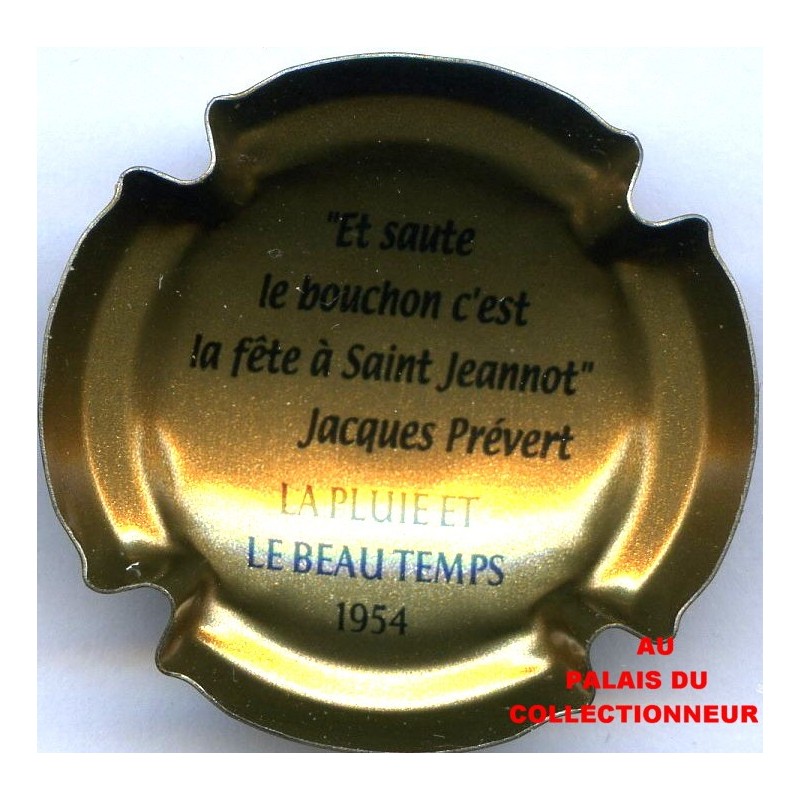 "Et saute
le bouchon c'est
la fête à Saint Jeannot"
Jacques Prévert
LA PLUIE ET
LE BEAU TEMPS
1954
AU
PALAIS DU
COLLECTIONNEUR